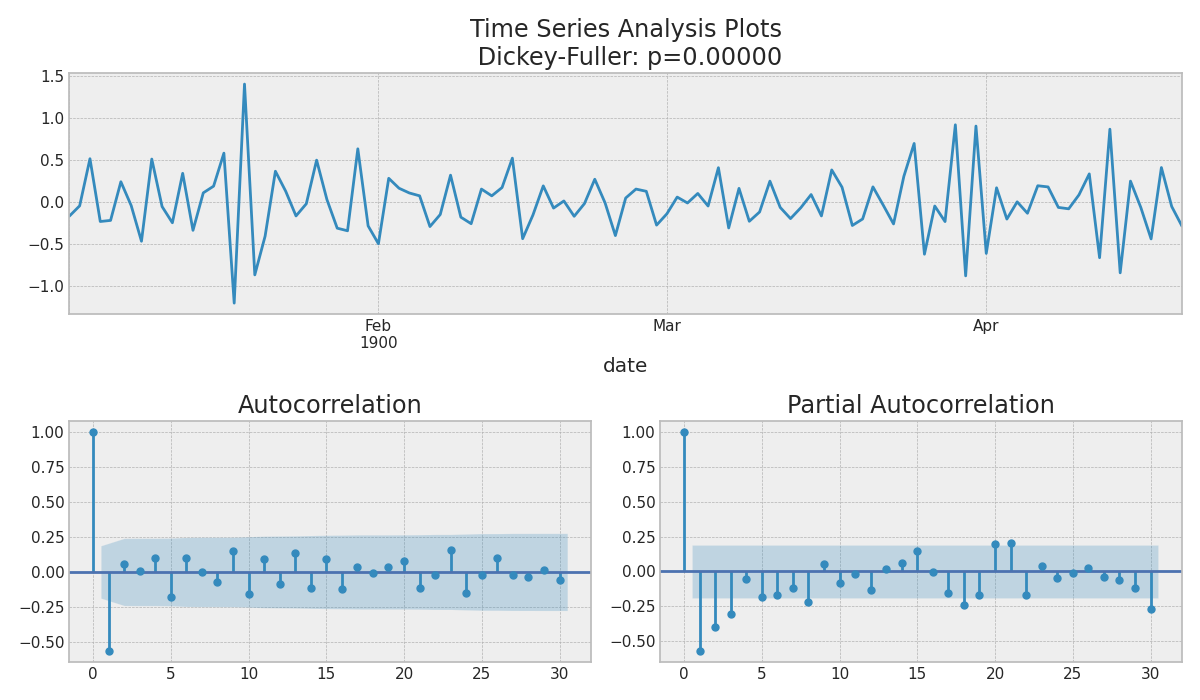 Time Series Analysis Plots
Dickey-Fuller: p=0.00000
1.5
1.0
0.5
0.0
−0.5
−1.0
Feb
1900
Mar
Apr
date
Autocorrelation
1.00
0.75
0.50
0.25
0.00
−0.25
−0.50
0 5 10 15 20 25 30
Partial Autocorrelation
1.00
0.75
0.50
0.25
0.00
−0.25
−0.50
0 5 10 15 20 25 30